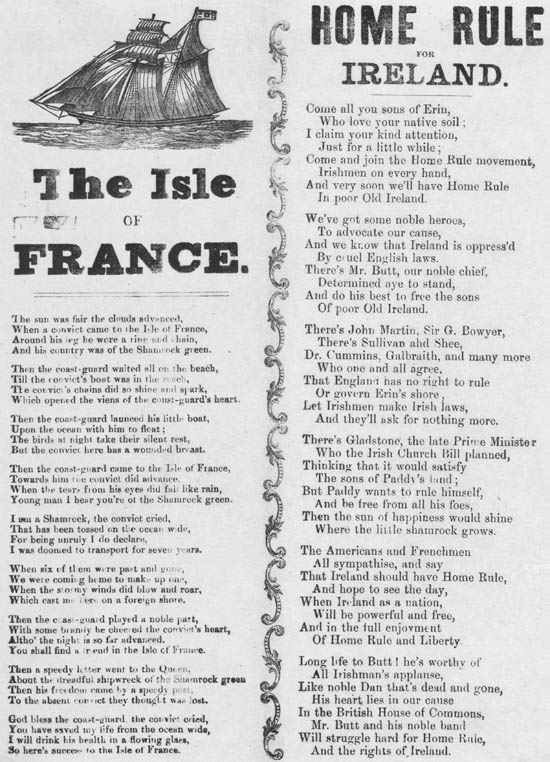 The Isle
OF
FRANCE.
The sun was fair the clouds advanced,
When a convict came to the Isle of France,
Around his leg he wore a ring and chain,
And his country was of the Shamrock green.
Then the coast-guard waited all on the beach,
Till the convict's boat was in the reach,
The convict's chains did so shine and spark,
Which opened the viens of the coast-guard's heart.
Then the coast-guard launced his little boat,
Upon the ocean with him to float;
The birds at night take their silent rest,
But the convict here has a wounded breast.
Then the coast-guard came to the Isle of France,
Towards him the convict did advance.
When the tears from his eyes did fall like rain,
Young man I hear you're of the Shamrock green.
I am a Shamrock, the convict cried,
That has been tossed on the ocean wide,
For being unruly I do declare,
I was doomed to transport for seven years.
When six of them were past and gone,
We were coming home to make up one,
When the stormy winds did blow and roar,
Which cast me here on a foreign shore.
Then the coast-guard played a noble part,
With some brandy he cheered the convict's heart,
Altho' the night is so far advanced.
You shall find a friend in the Isle of France.
Then a speedy letter went to the Queen,
About the dreadful shipwreck of the Shamrock green
Then his freedom came by a speedy post,
To the absent convict they thought was lost.
God bless the coast-guard, the convict cried,
You have saved my life from the ocean wide,
I will drink his health in a flowing glass,
So here's success to the Isle of France.
HOME RULE
FOR
IRELAND.
Come all you sons of Erin,
Who love your native soil;
I claim your kind attention,
Just for a little while;
Come and join the Home Rule movement,
Irishmen on every hand,
And very soon we'll have Home Rule
In poor Old Ireland.
We've got some noble heroes,
To advocate our cause,
And we know that Ireland is oppress'd
By cruel English laws.
There's Mr. Butt, our noble chief,
Determined aye to stand,
And do his best to free the sons
Of poor Old Ireland.
There's John Martin, Sir G. Bowyer,
There's Sullivan ahd Shee,
Dr. Cummins, Galbraith, and many more
Who one and all agree,
That England has no right to rule
Or govern Erin's shore,
Let Irishmen make Irish laws,
And they'll ask for nothing more.
There's Gladstone, the late Prime Minister
Who the Irish Church Bill planned,
Thinking that it would satisfy
The sons of Paddy's land;
But Paddy wants to rule himself,
And be free from all his foes,
Then the sun of happiness would shine
Where the little shamrock grows.
The Americans and Frenchmen
All sympathise, and say
That Ireland should have Home Rule,
And hope to see the day,
When Ireland as a nation,
Will be powerful and free,
And in the full enjoyment
Of Home Rule and Liberty.
Long life to Butt! he's worthy of
All Irishman's applause,
Like noble Dan that's dead and gone,
His heart lies in our cause
In the British House of Commons,
Mr. Butt and his noble band
Will struggle hard for Home Rule,
And the rights of Ireland.